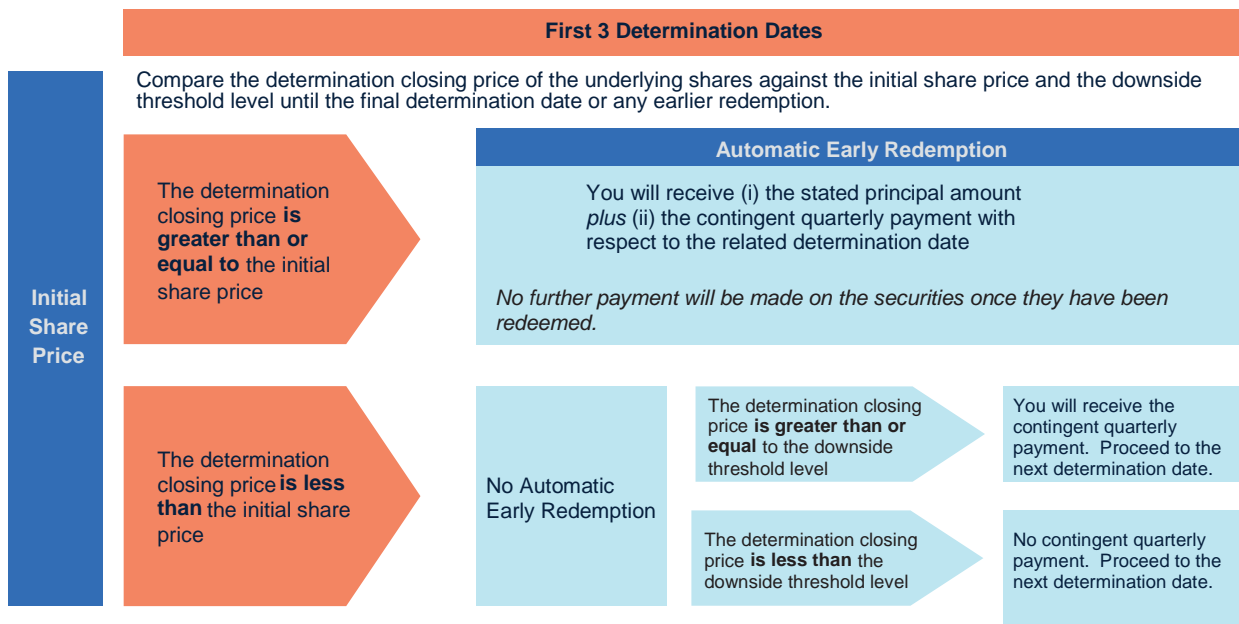 First 3 Determination Dates
Compare the determination closing price of the underlying shares against the initial share price and the downside
threshold level until the final determination date or any earlier redemption.
Initial
Share
Price
The determination
closing price is
greater than or
equal to the initial
share price
Automatic Early Redemption
You will receive (i) the stated principal amount
plus (ii) the contingent quarterly payment with
respect to the related determination date
No further payment will be made on the securities once they have been
redeemed.
The determination
closing price is less
than the initial share
price
No Automatic
Early Redemption
The determination closing
price is greater than or
equal to the downside
threshold level
You will receive the
contingent quarterly
payment.  Proceed to the
next determination date.
The determination closing
price is less than the
downside threshold level
No contingent quarterly
payment.  Proceed to the
next determination date.